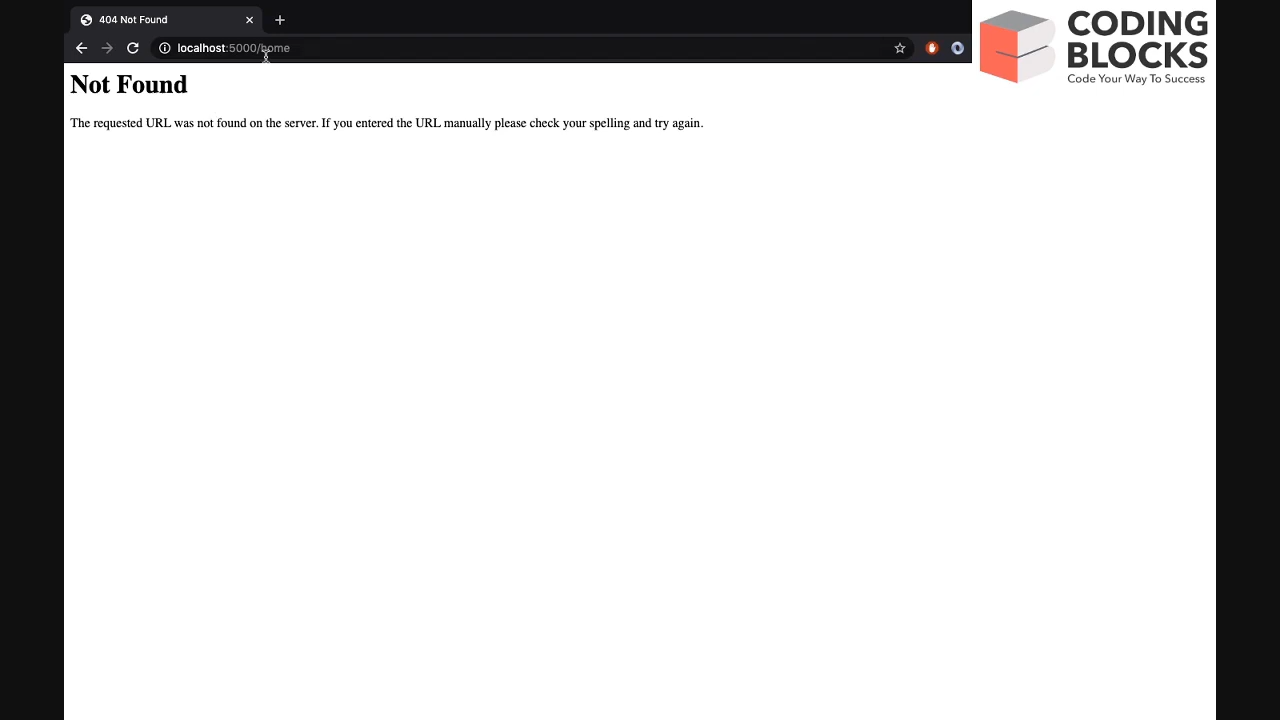 404 Not Found
localhost:5000/home
CODING
BLOCKS
Code Your Way To Success
Not Found
The requested URL was not found on the server. If you entered the URL manually please check your spelling and try again.